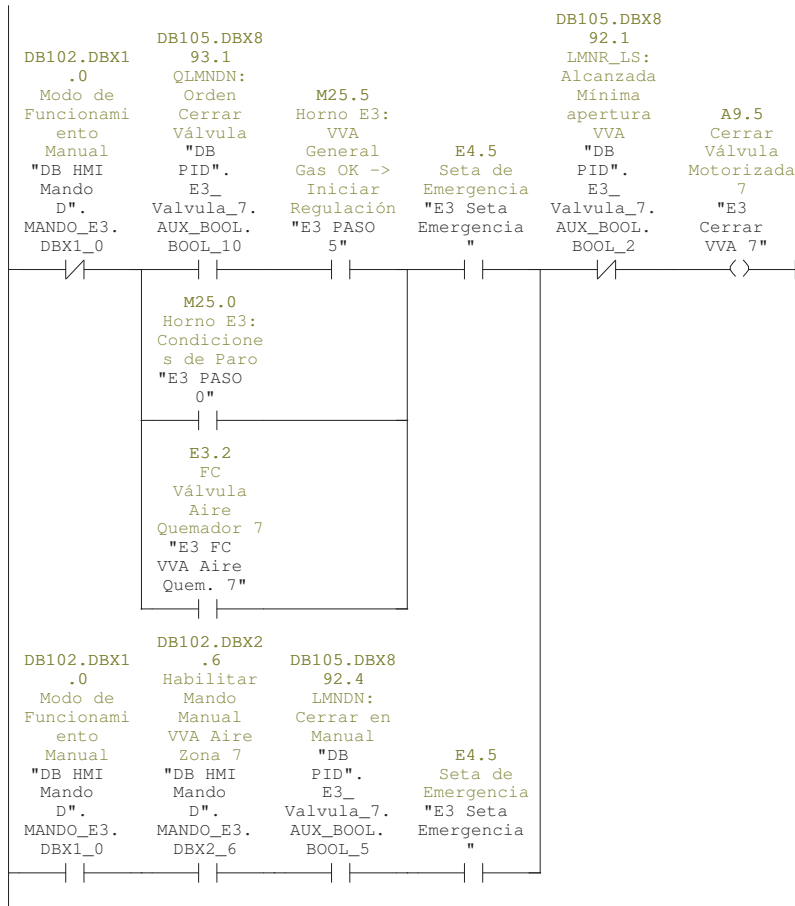 DB102.DBX1
.0
Modo de
Funcionami
ento
Manual
"DB HMI
Mando
D".
MANDO_E3.
DBX1_0
DB105.DBX8
93.1
QLMNDN:
Orden
Cerrar
Válvula
"DB
PID".
E3_
Valvula_7.
AUX_BOOL.
BOOL_10
M25.5
Horno E3:
VVA
General
Gas OK ->
Iniciar
Regulación
"E3 PASO
5"
E4.5
Seta de
Emergencia
"E3 Seta
Emergencia
"
DB105.DBX8
92.1
LMNR_LS:
Alcanzada
Mínima
apertura
VVA
"DB
PID".
E3_
Valvula_7.
AUX_BOOL.
BOOL_2
A9.5
Cerrar
Válvula
Motorizada
7
"E3
Cerrar
VVA 7"
M25.0
Horno E3:
Condicione
s de Paro
"E3 PASO
0"
E3.2
FC
Válvula
Aire
Quemador 7
"E3 FC
VVA Aire
Quem. 7"
DB102.DBX1
.0
Modo de
Funcionami
ento
Manual
"DB HMI
Mando
D".
MANDO_E3.
DBX1_0
DB102.DBX2
.6
Habilitar
Mando
Manual
VVA Aire
Zona 7
"DB HMI
Mando
D".
MANDO_E3.
DBX2_6
DB105.DBX8
92.4
LMNDN:
Cerrar en
Manual
"DB
PID".
E3_
Valvula_7.
AUX_BOOL.
BOOL_5
E4.5
Seta de
Emergencia
"E3 Seta
Emergencia
"